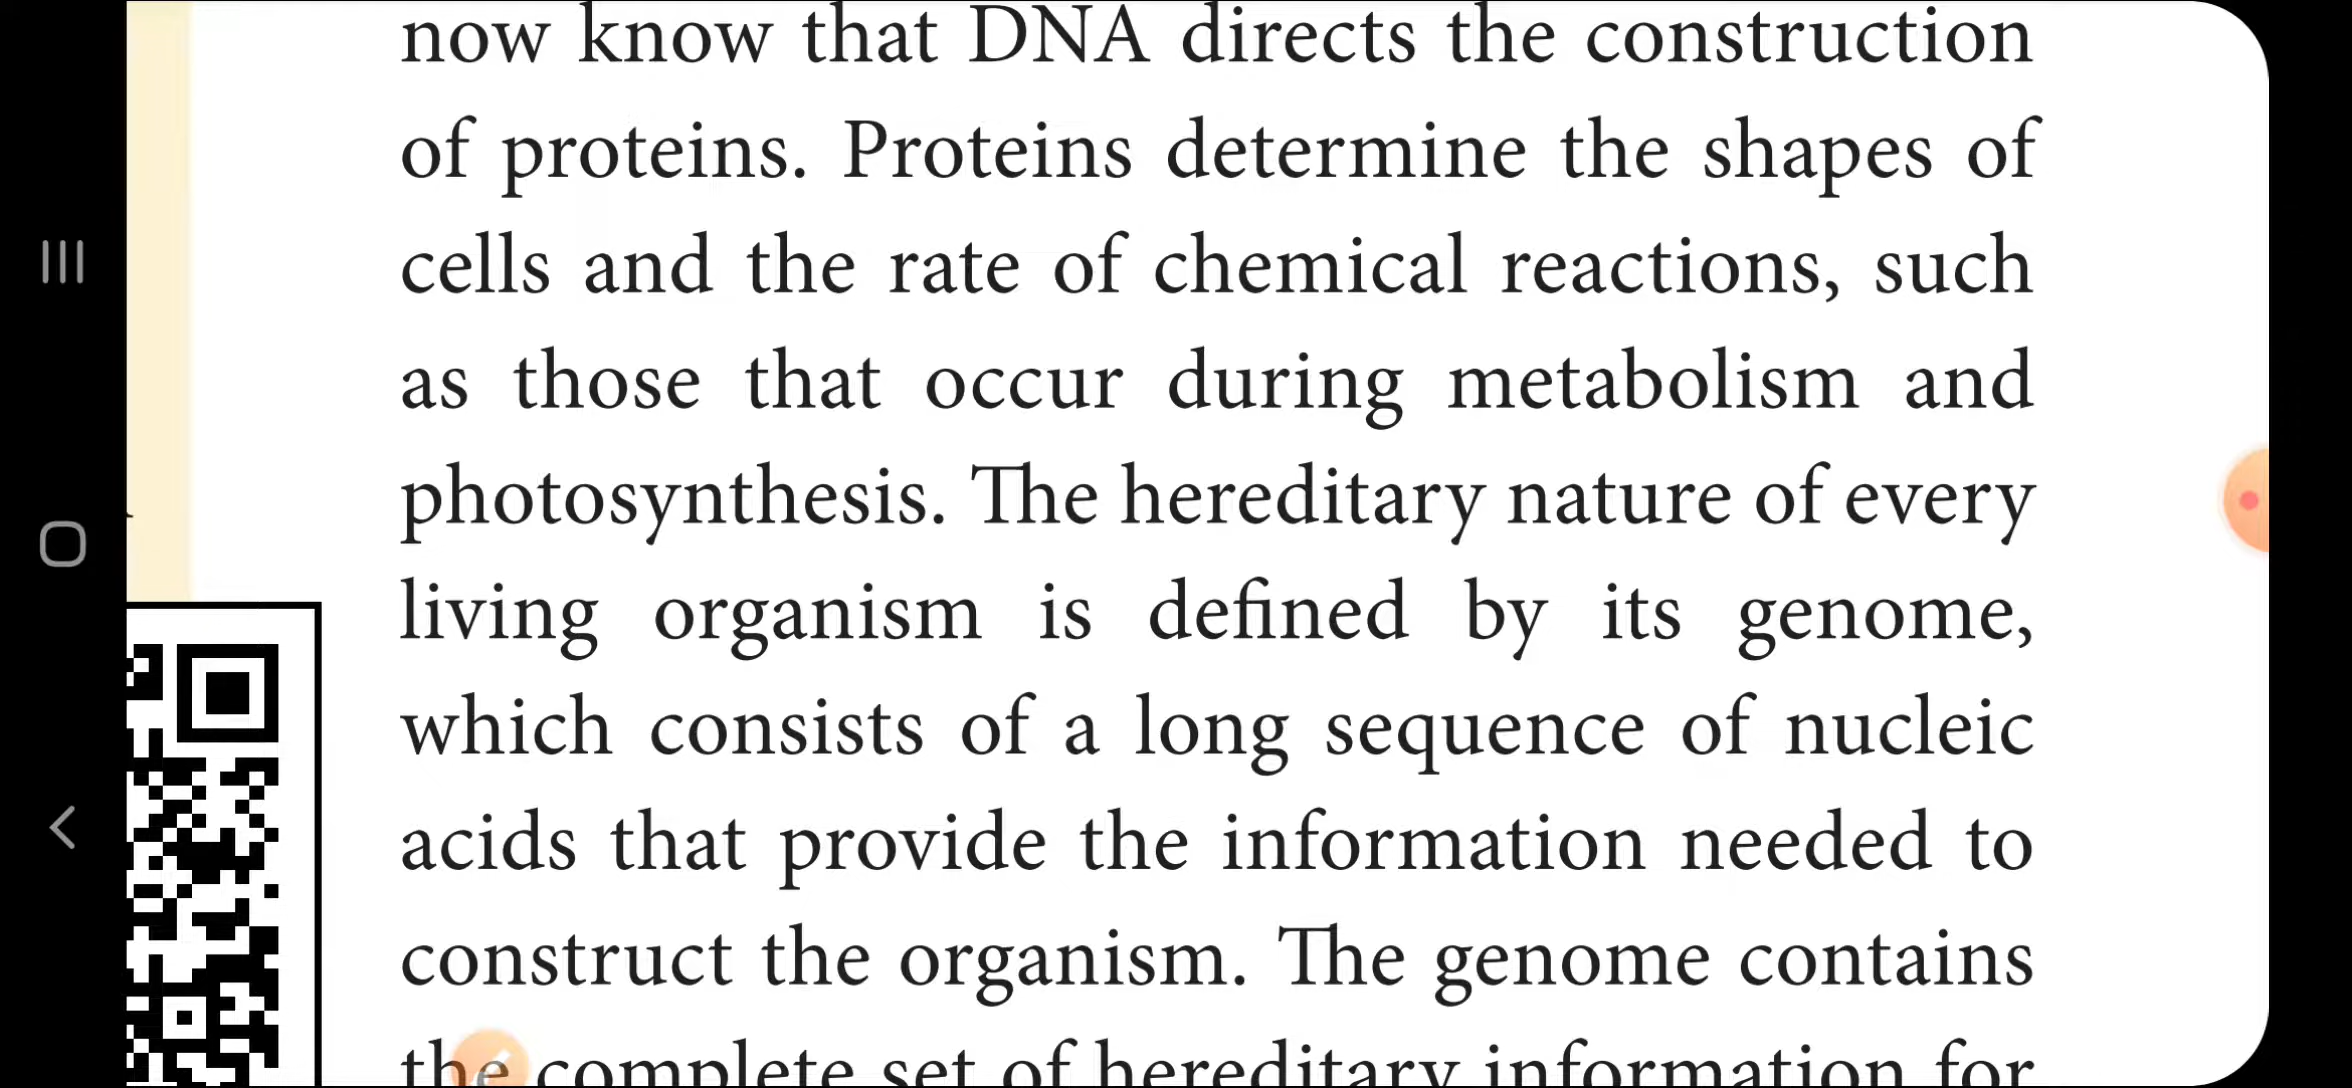 now know that DNA directs the construction
of proteins. Proteins determine the shapes of
cells and the rate of chemical reactions, such
as those that occur during metabolism and
photosynthesis. The hereditary nature of every
living organism is defined by its genome,
which consists of a long sequence of nucleic
acids that provide the information needed to
construct the organism. The genome contains
the complete set of hereditary information for